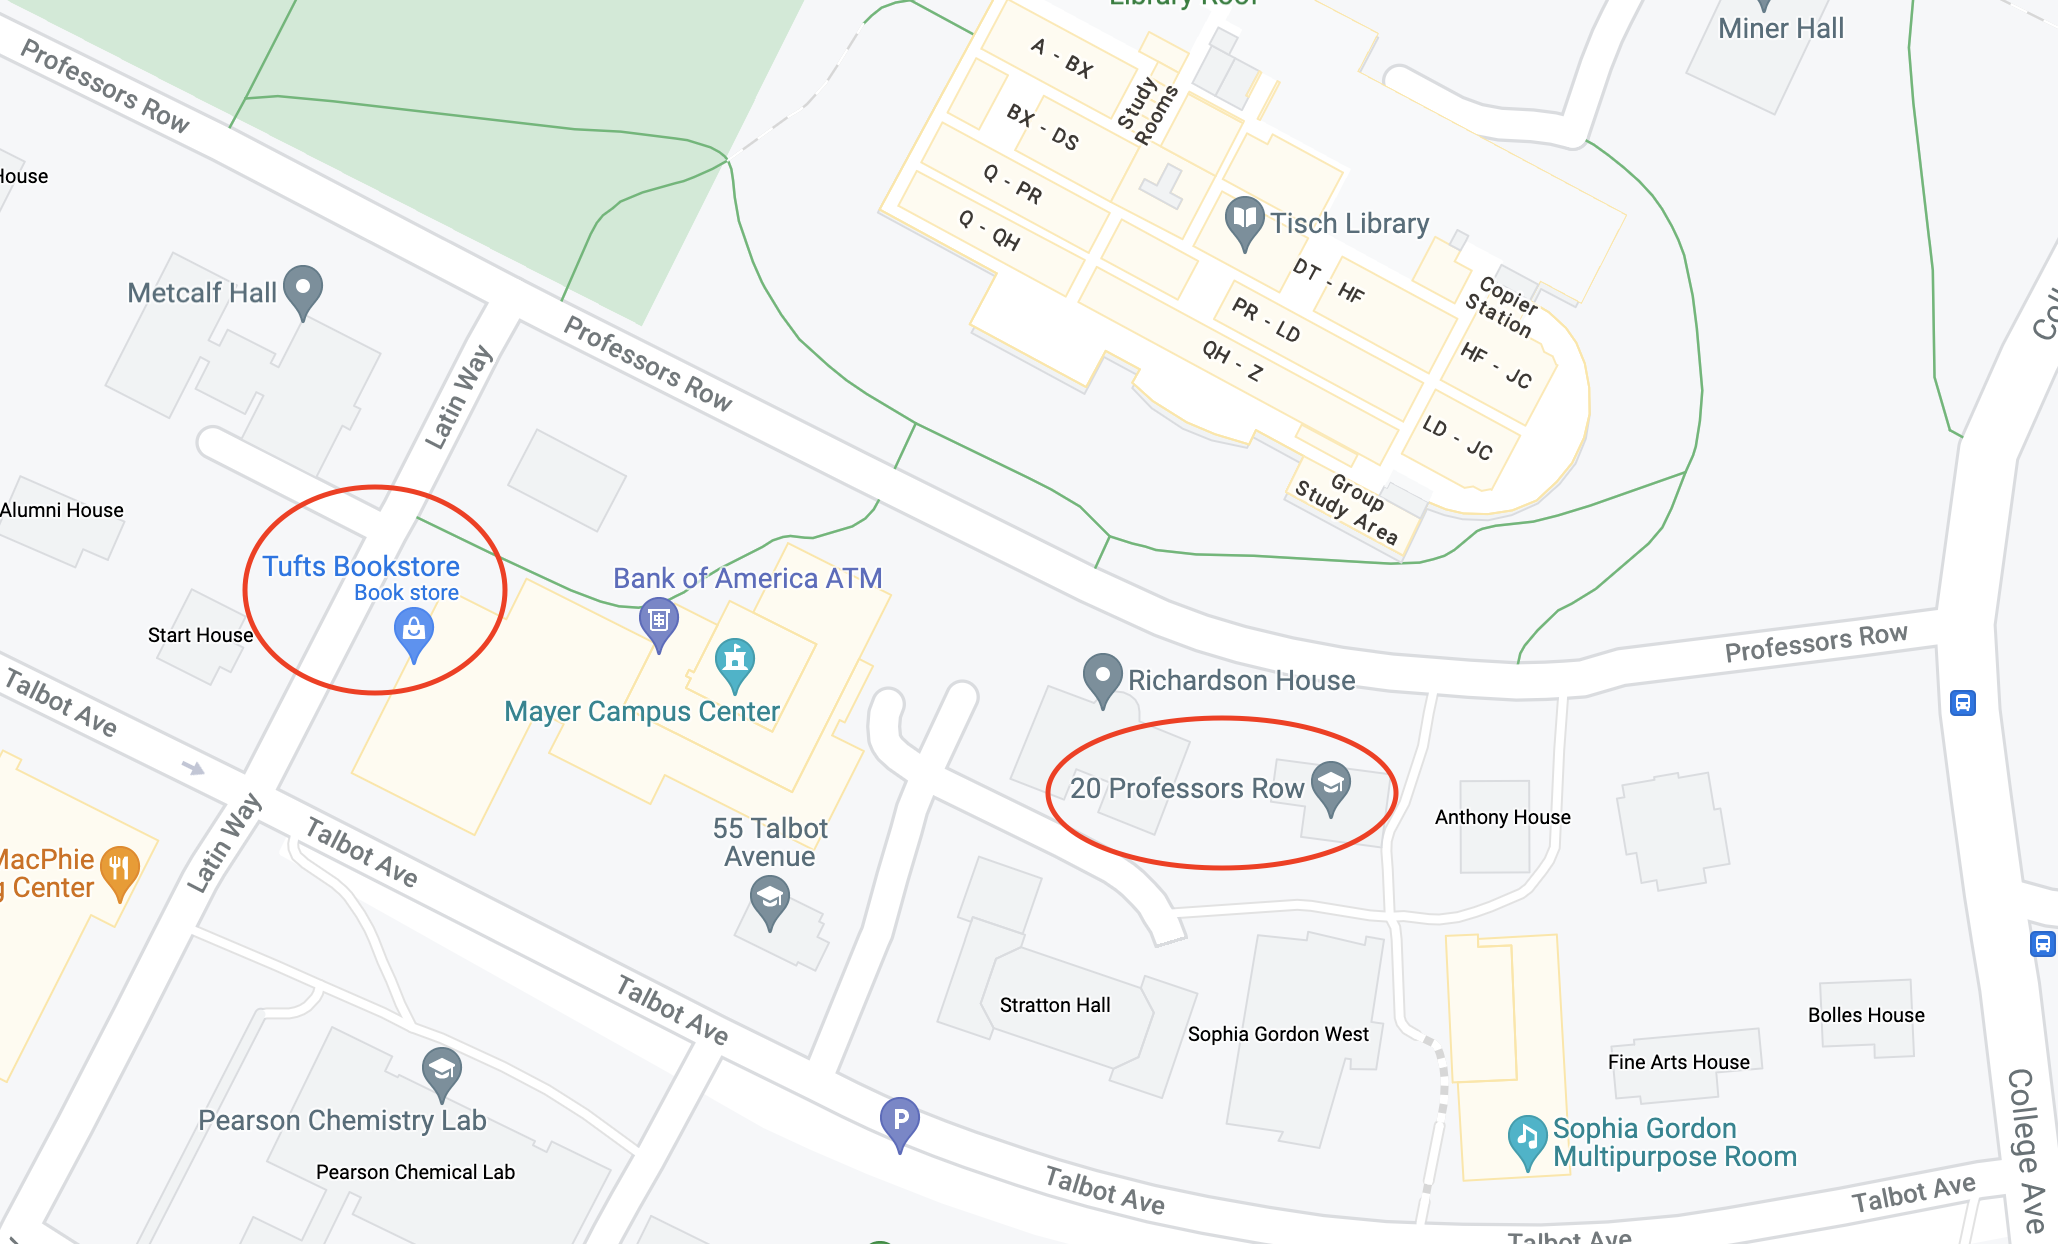 Library Roof
Miner Hall
Professors Row
A - BX
Study
Rooms
BX - DS
House
Q - PR
Q - QH
Tisch Library
Metcalf Hall
DT - HF
Copier
Station
PR - LD
Professors Row
QH - Z
HF - JC
Latin Way
LD - JC
Group
Study Area
Alumni House
Tufts Bookstore
Book store
Bank of America ATM
Start House
Professors Row
Talbot Ave
Richardson House
Mayer Campus Center
20 Professors Row
Anthony House
55 Talbot
Avenue
MacPhie
g Center
Latin Way
Talbot Ave
Talbot Ave
Stratton Hall
Sophia Gordon West
Bolles House
Fine Arts House
Pearson Chemistry Lab
P
Sophia Gordon
Multipurpose Room
Pearson Chemical Lab
College Ave
Talbot Ave
Talbot Ave
Talbot Ave